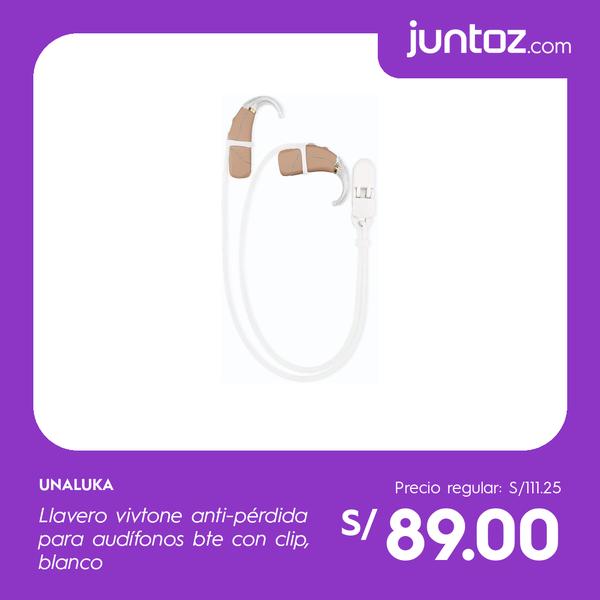 juntoz.com
UNALUKA
Llavero vivtone anti-pérdida
para audífonos bte con clip,
blanco
Precio regular: S/111.25
S/ 89.00